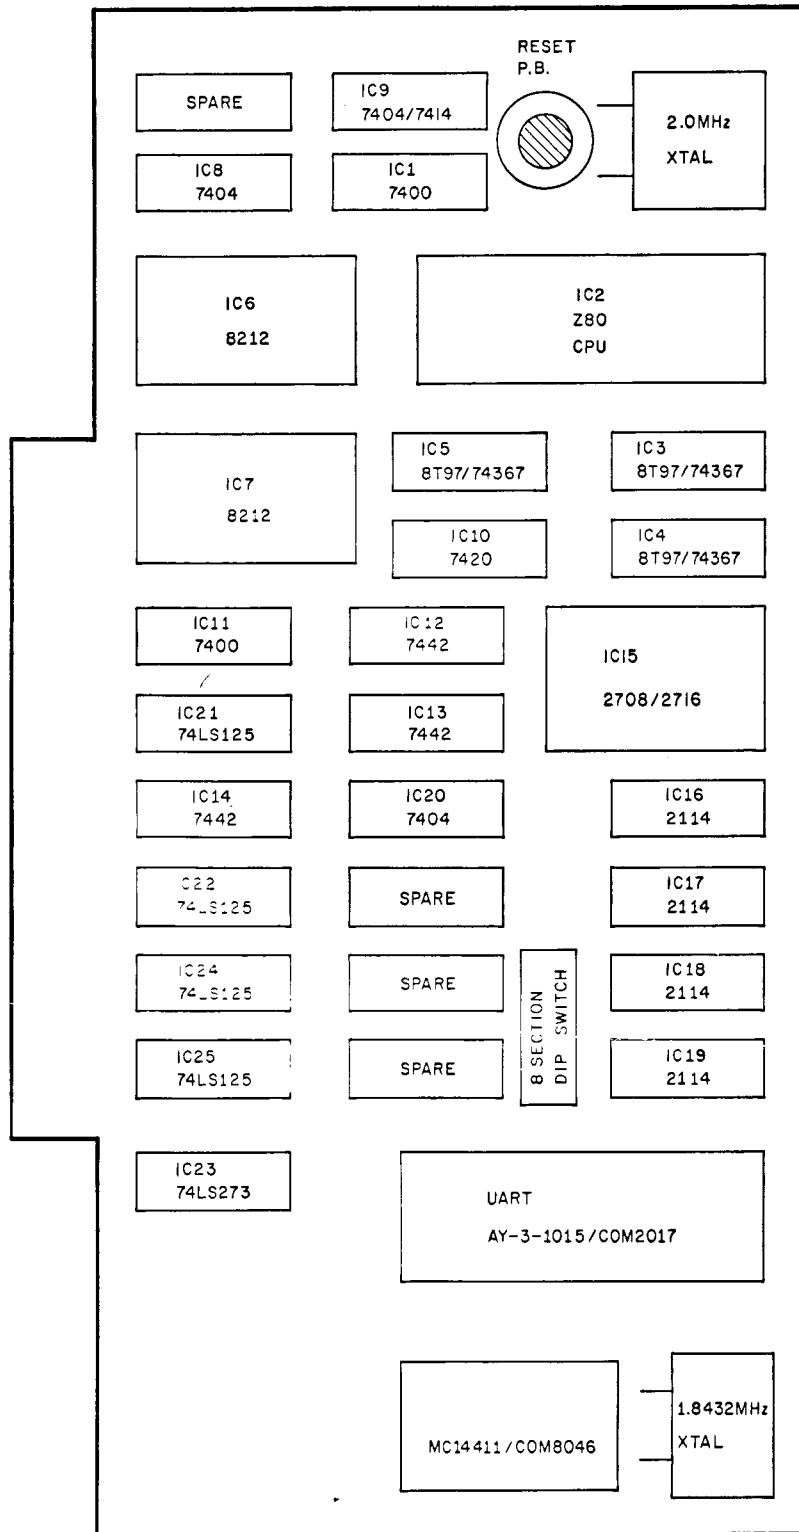 RESET
P.B.
SPARE
IC9
7404/7414
2.0MHz
XTAL
IC8
7404
IC1
7400
IC6
8212
IC2
Z80
CPU
IC7
8212
IC5
8T97/74367
IC3
8T97/74367
IC10
7420
IC4
8T97/74367
IC11
7400
IC12
7442
IC15
2708/2716
IC21
74LS125
IC13
7442
IC14
7442
IC20
7404
IC16
2114
IC22
74LS125
SPARE
IC17
2114
IC24
74LS125
SPARE
8 SECTION
DIP SWITCH
IC18
2114
IC25
74LS125
SPARE
IC19
2114
IC23
74LS273
UART
AY-3-1015/COM2017
MC14411/COM8046
1.8432MHz
XTAL